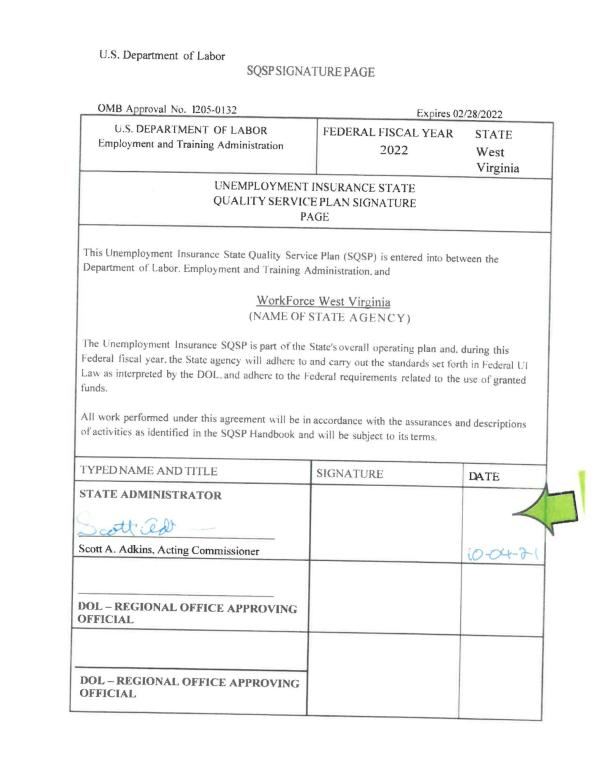 U.S. Department of Labor
SQSP SIGNATURE PAGE
OMB Approval No. 1205-0132
Expires 02/28/2022
U.S. DEPARTMENT OF LABOR
Employment and Training Administration
FEDERAL FISCAL YEAR
2022
STATE
West
Virginia
UNEMPLOYMENT INSURANCE STATE
QUALITY SERVICE PLAN SIGNATURE
PAGE
This Unemployment Insurance State Quality Service Plan (SQSP) is entered into between the
Department of Labor, Employment and Training Administration, and
WorkForce West Virginia
(NAME OF STATE AGENCY)
The Unemployment Insurance SQSP is part of the State's overall operating plan and, during this
Federal fiscal year, the State agency will adhere to and carry out the standards set forth in Federal UI
Law as interpreted by the DOL, and adhere to the Federal requirements related to the use of granted
funds.
All work performed under this agreement will be in accordance with the assurances and descriptions
of activities as identified in the SQSP Handbook and will be subject to its terms.
TYPED NAME AND TITLE
SIGNATURE
DATE
STATE ADMINISTRATOR
Scott
Scott A. Adkins, Acting Commissioner
10-04-21
DOL – REGIONAL OFFICE APPROVING
OFFICIAL
DOL – REGIONAL OFFICE APPROVING
OFFICIAL